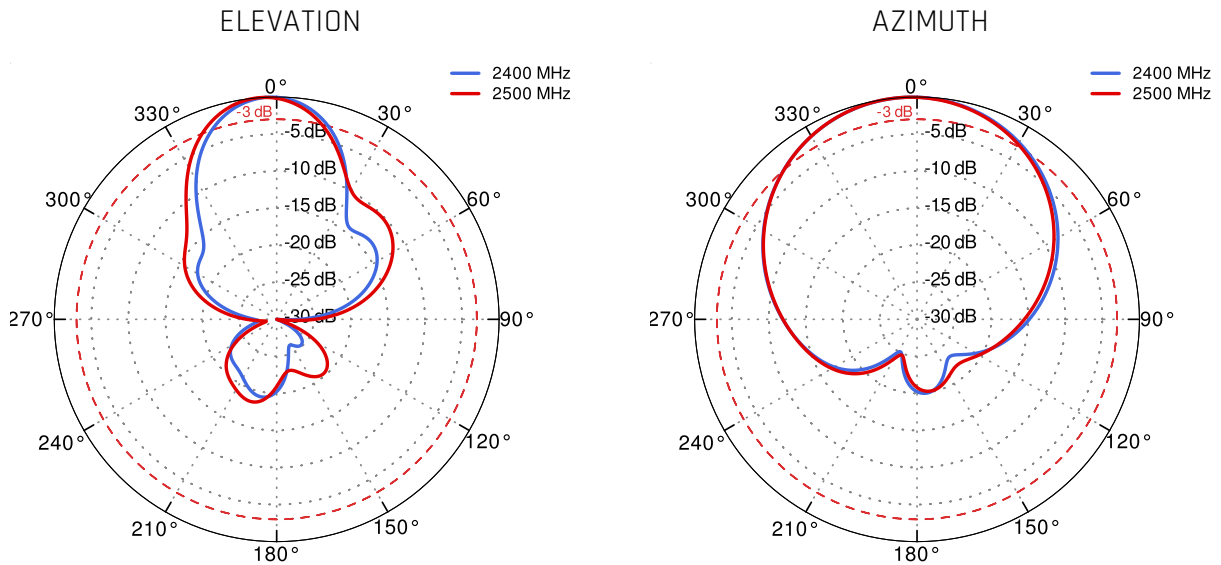 ELEVATION
AZIMUTH
2400 MHz
2500 MHz
0°
330°
30°
-3 dB
-5 dB
-10 dB
300°
60°
-15 dB
-20 dB
-25 dB
270°
-30 dB
90°
240°
120°
210°
150°
180°
2400 MHz
2500 MHz
0°
330°
30°
-3 dB
-5 dB
-10 dB
300°
60°
-15 dB
-20 dB
-25 dB
270°
-30 dB
90°
240°
120°
210°
150°
180°